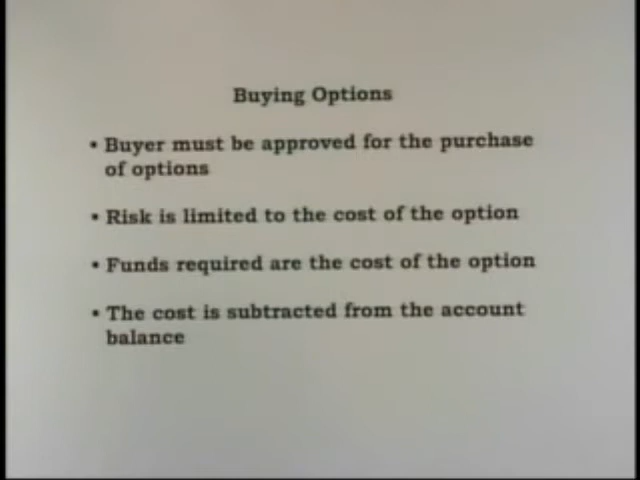 Buying Options
• Buyer must be approved for the purchase
of options
• Risk is limited to the cost of the option
• Funds required are the cost of the option
• The cost is subtracted from the account
balance